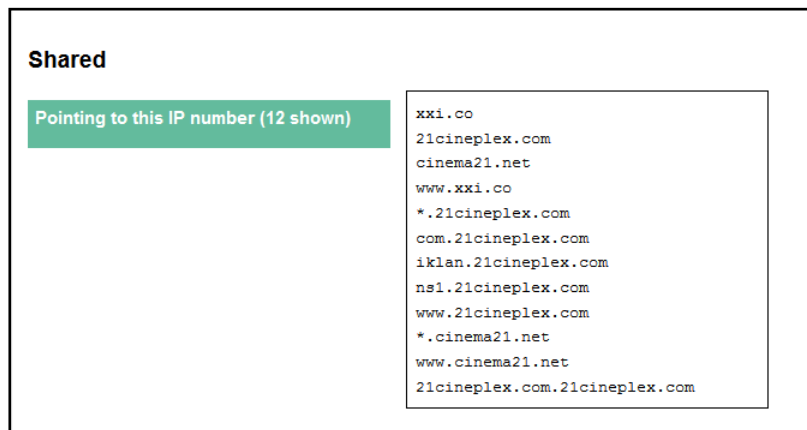 Shared
Pointing to this IP number (12 shown)
xxi.co
21cineplex.com
cinema21.net
www.xxi.co
*.21cineplex.com
com.21cineplex.com
iklan.21cineplex.com
ns1.21cineplex.com
www.21cineplex.com
*.cinema21.net
www.cinema21.net
21cineplex.com.21cineplex.com